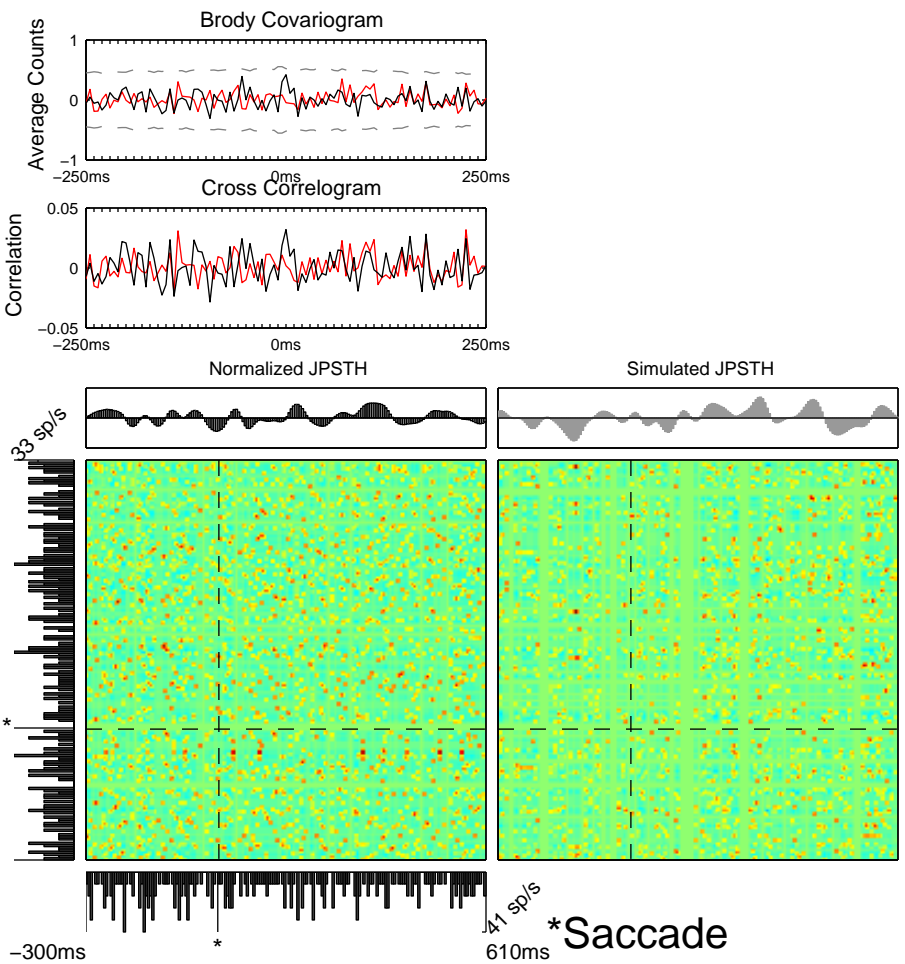 Brody Covariogram
Average Counts
1
0
−1
−250ms
0ms
250ms
Cross Correlogram
Correlation
0.05
0
−0.05
−250ms
0ms
250ms
Normalized JPSTH
Simulated JPSTH
33 sp/s
*
41 sp/s
*
*Saccade
−300ms
610ms